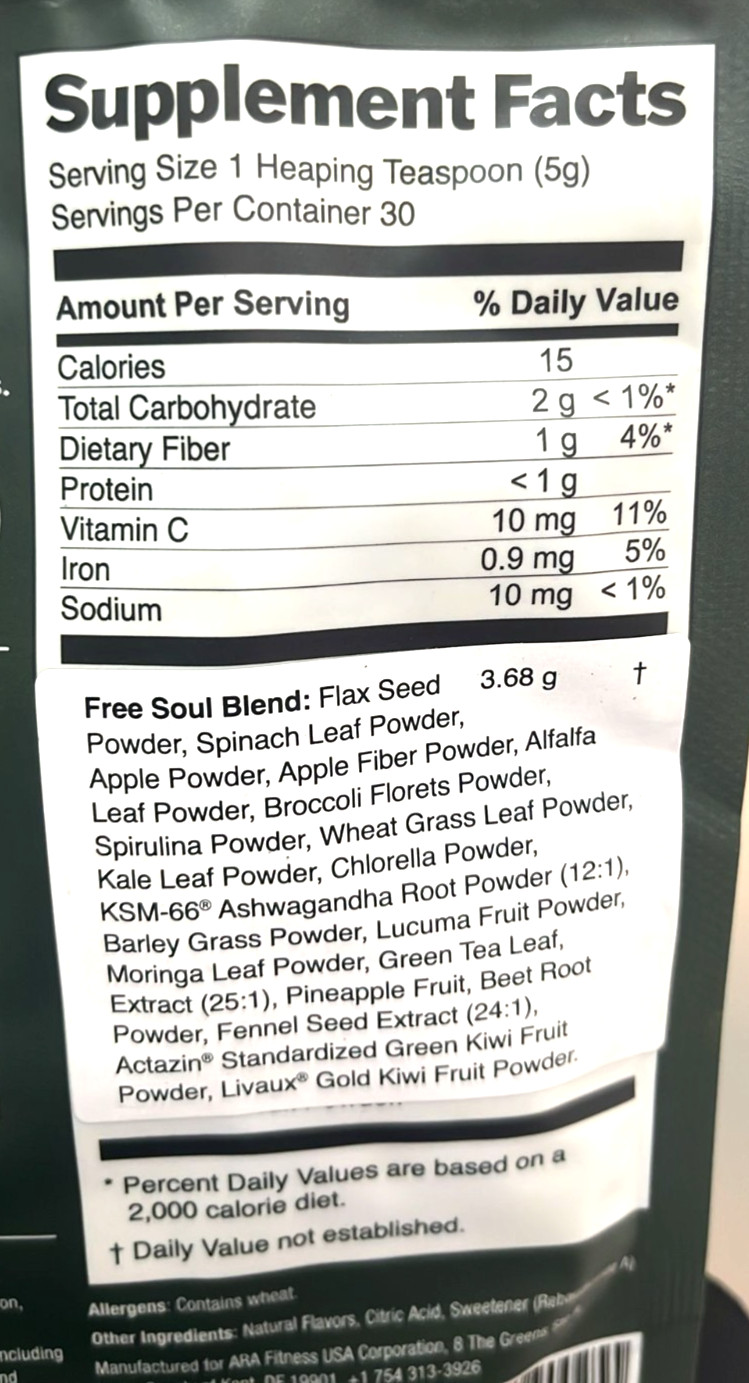 Supplement Facts
Serving Size 1 Heaping Teaspoon (5g)
Servings Per Container 30
Amount Per Serving % Daily Value
Calories 15
Total Carbohydrate 2 g < 1%*
Dietary Fiber 1 g 4%*
Protein < 1 g
Vitamin C 10 mg 11%
Iron 0.9 mg 5%
Sodium 10 mg < 1%
Free Soul Blend: Flax Seed 3.68 g †
Powder, Spinach Leaf Powder,
Apple Powder, Apple Fiber Powder, Alfalfa
Leaf Powder, Broccoli Florets Powder,
Spirulina Powder, Wheat Grass Leaf Powder,
Kale Leaf Powder, Chlorella Powder,
KSM-66® Ashwagandha Root Powder (12:1),
Barley Grass Powder, Lucuma Fruit Powder,
Moringa Leaf Powder, Green Tea Leaf,
Extract (25:1), Pineapple Fruit, Beet Root
Powder, Fennel Seed Extract (24:1),
Actazin® Standardized Green Kiwi Fruit
Powder, Livaux® Gold Kiwi Fruit Powder.
* Percent Daily Values are based on a
2,000 calorie diet.
† Daily Value not established.
Allergens: Contains wheat.
Other Ingredients: Natural Flavors, Citric Acid, Sweetener
Manufactured for ARA Fitness USA Corporation, 8 The Greens
DE 19901 +1 754 313-3926
on,
ncluding
nd